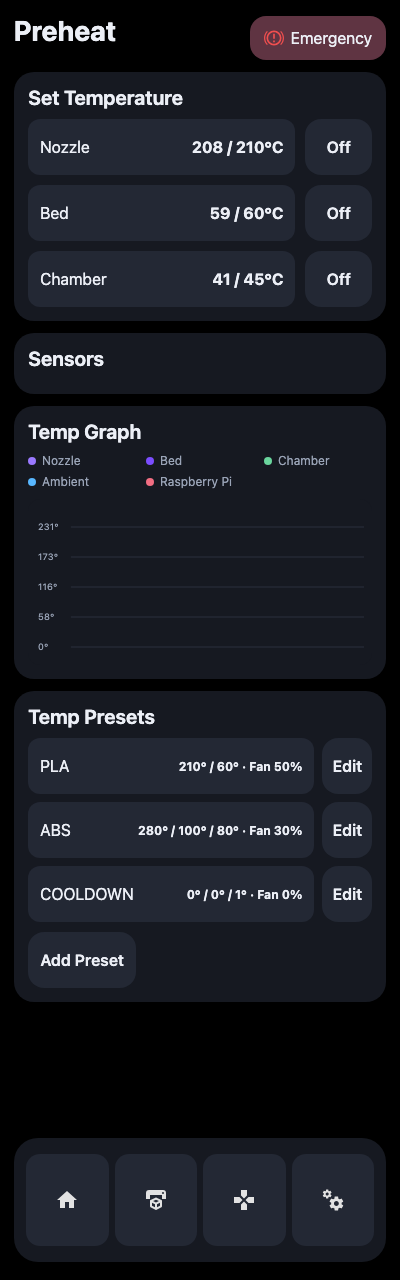 Preheat
Emergency
Set Temperature
Nozzle 208 / 210°C Off
Bed 59 / 60°C Off
Chamber 41 / 45°C Off
Sensors
Temp Graph
Nozzle Bed Chamber
Ambient Raspberry Pi
231°
173°
116°
58°
0°
Temp Presets
PLA 210° / 60° · Fan 50% Edit
ABS 280° / 100° / 80° · Fan 30% Edit
COOLDOWN 0° / 0° / 1° · Fan 0% Edit
Add Preset